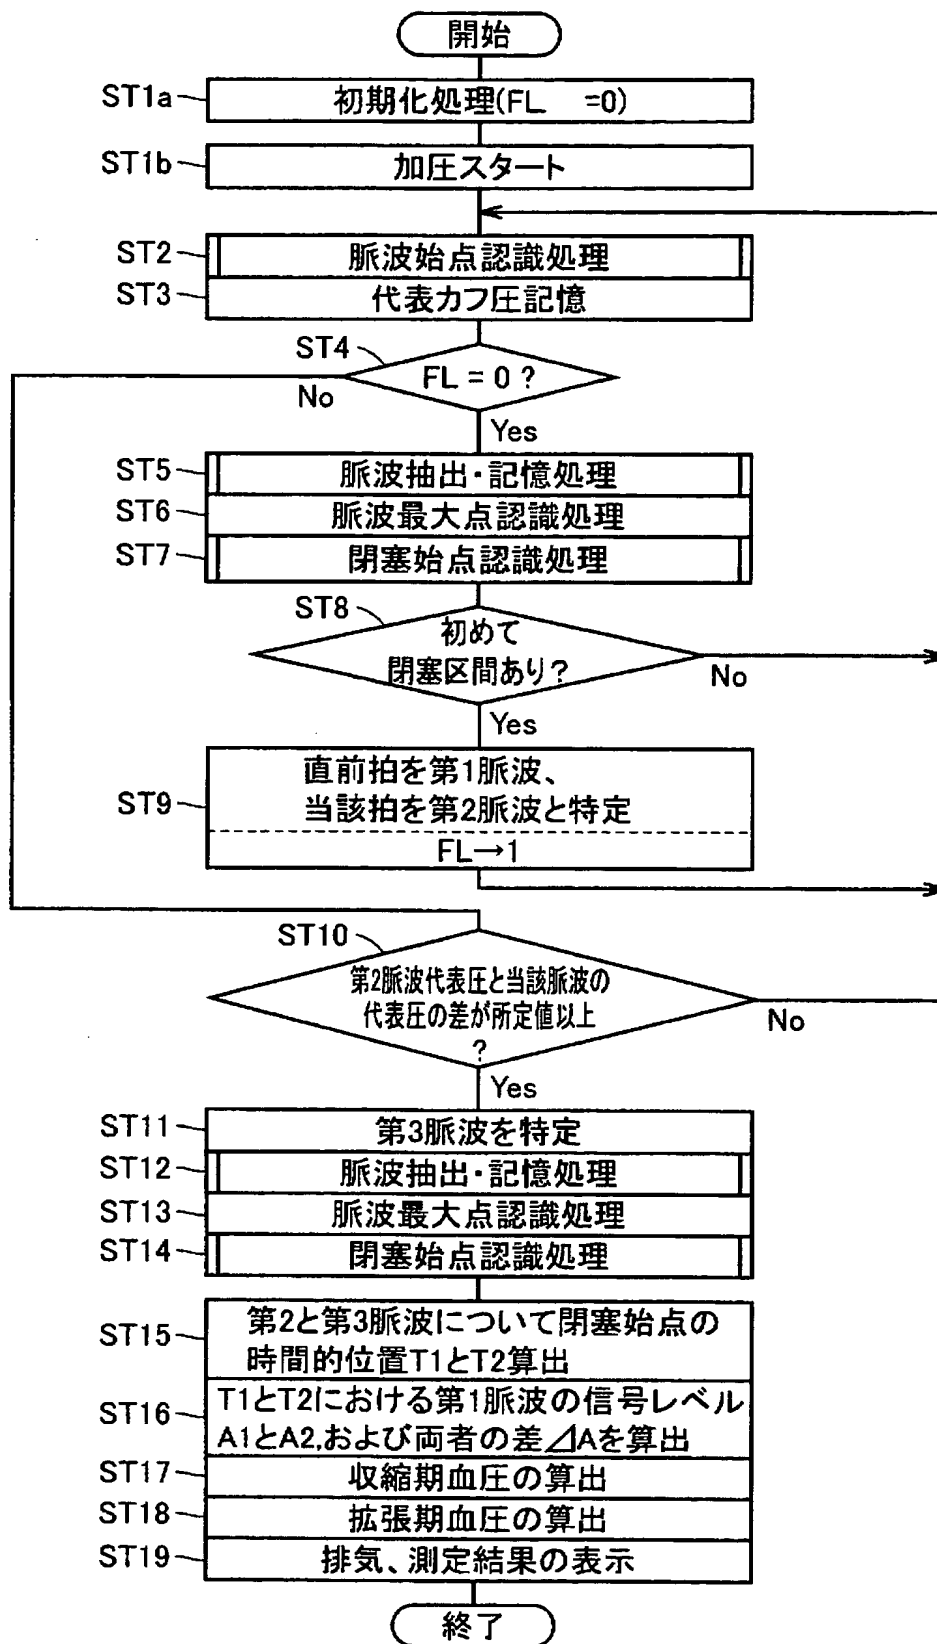 開始
ST1a 初期化処理(FL =0)
ST1b 加圧スタート
ST2 脈波始点認識処理
ST3 代表カフ圧記憶
ST4 FL = 0 ?
No
Yes
ST5 脈波抽出・記憶処理
ST6 脈波最大点認識処理
ST7 閉塞始点認識処理
ST8 初めて
閉塞区間あり?
No
Yes
直前拍を第1脈波、
ST9 当該拍を第2脈波と特定
FL→1
ST10
第2脈波代表圧と当該脈波の
代表圧の差が所定値以上
?
No
Yes
ST11 第3脈波を特定
ST12 脈波抽出・記憶処理
ST13 脈波最大点認識処理
ST14 閉塞始点認識処理
ST15 第2と第3脈波について閉塞始点の
時間的位置T1とT2算出
ST16 T1とT2における第1脈波の信号レベル
A1とA2,および両者の差⊿Aを算出
ST17 収縮期血圧の算出
ST18 拡張期血圧の算出
ST19 排気、測定結果の表示
終了